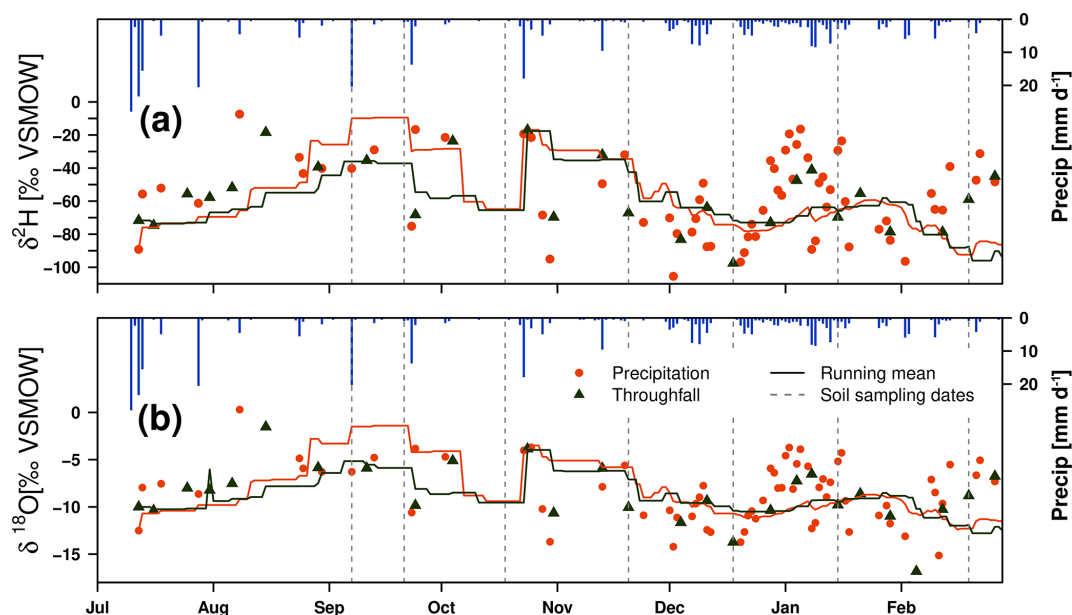 0
10
20
Precip [mm d⁻¹]
(a)
δ²H [‰ VSMOW]
0
−20
−40
−60
−80
−100
0
10
20
Precip [mm d⁻¹]
Precipitation
Throughfall
Running mean
Soil sampling dates
(b)
δ ¹⁸O[‰ VSMOW]
0
−5
−10
−15
Jul Aug Sep Oct Nov Dec Jan Feb